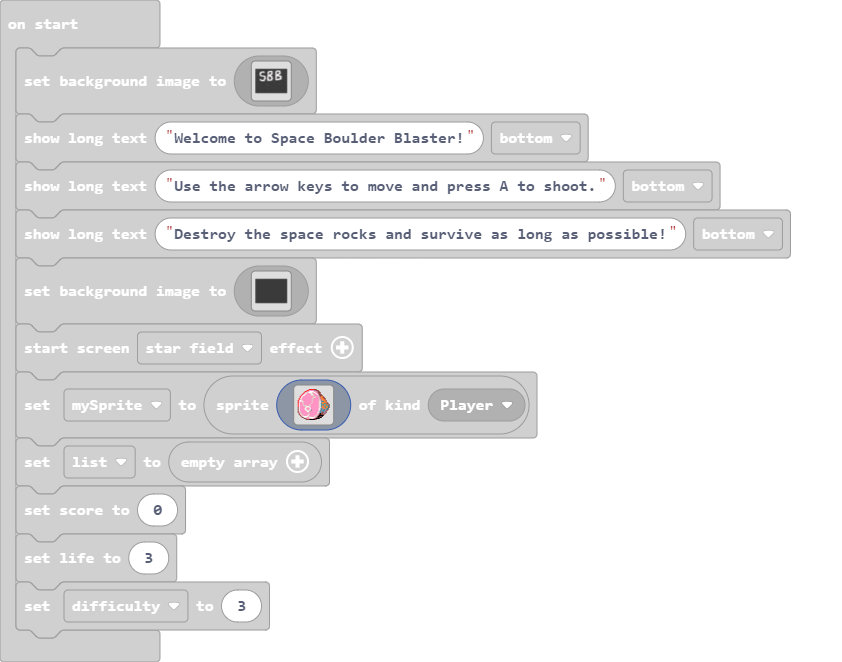 on start
set background image to SBB
show long text "Welcome to Space Boulder Blaster!" bottom
show long text "Use the arrow keys to move and press A to shoot." bottom
show long text "Destroy the space rocks and survive as long as possible!" bottom
set background image to
start screen star field effect
set mySprite to sprite of kind Player
set list to empty array
set score to 0
set life to 3
set difficulty to 3